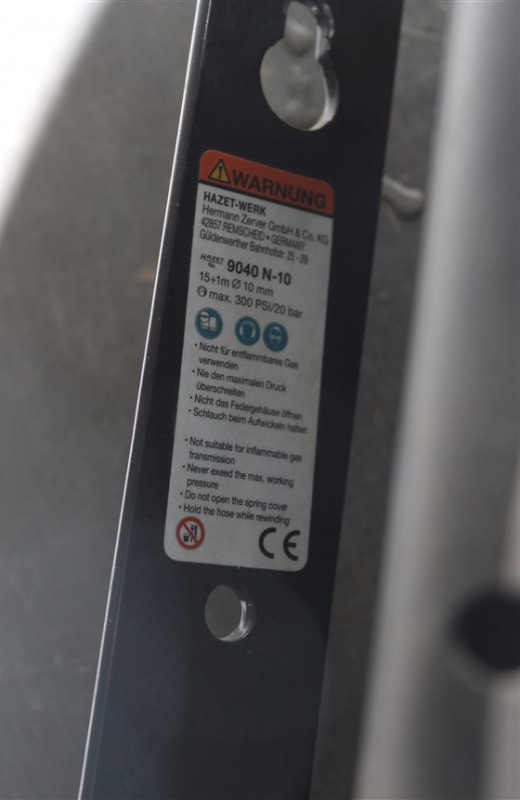 WARNUNG
HAZET-WERK
Hermann Zerver GmbH & Co. KG
42857 REMSCHEID • GERMANY
Güldenwerther Bahnhofstr. 25 - 29
HAZET No. 9040 N-10
15+1m Ø 10 mm
max. 300 PSI/20 bar
• Nicht für entflammbares Gas
verwenden
• Nie den maximalen Druck
überschreiten
• Nicht das Federgehäuse öffnen
• Schlauch beim Aufwickeln halten
• Not suitable for inflammable gas
transmission
• Never exceed the max. working
pressure
• Do not open the spring cover
• Hold the hose while rewinding
CE